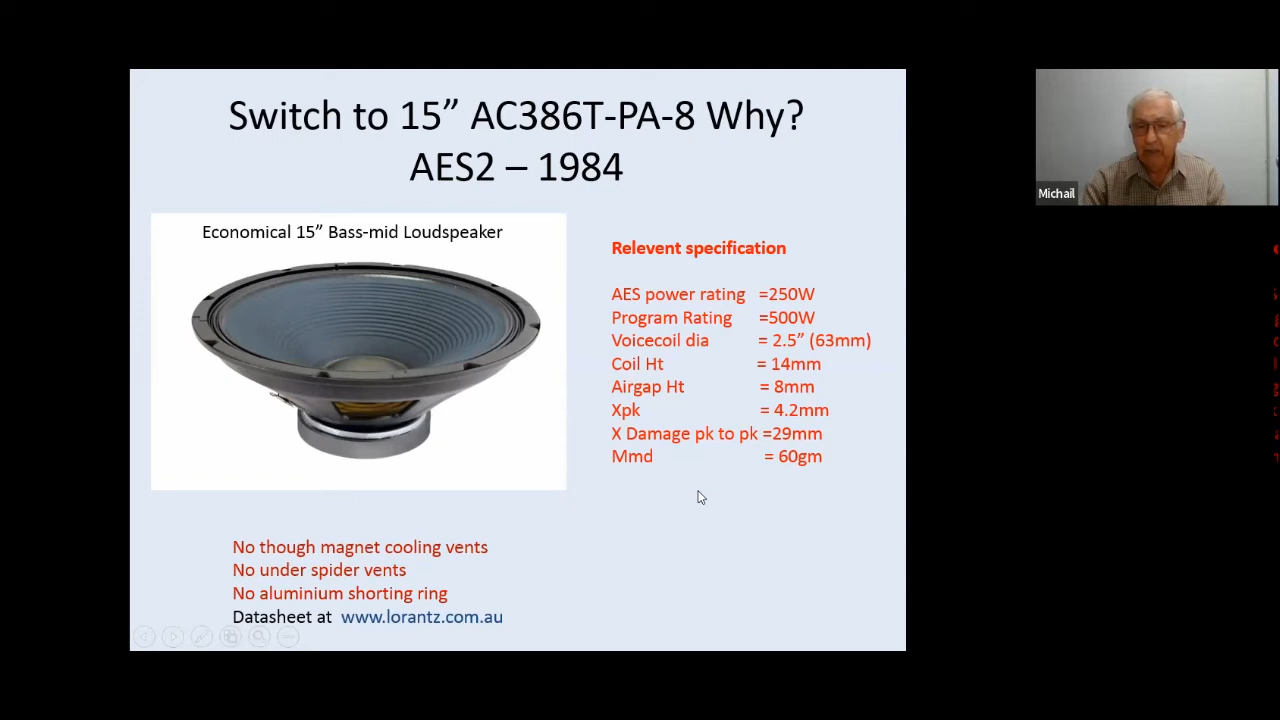 Switch to 15” AC386T-PA-8 Why?
AES2 – 1984
Economical 15” Bass-mid Loudspeaker
Relevent specification
AES power rating =250W
Program Rating =500W
Voicecoil dia = 2.5” (63mm)
Coil Ht = 14mm
Airgap Ht = 8mm
Xpk = 4.2mm
X Damage pk to pk =29mm
Mmd = 60gm
No though magnet cooling vents
No under spider vents
No aluminium shorting ring
Datasheet at www.lorantz.com.au
Michail